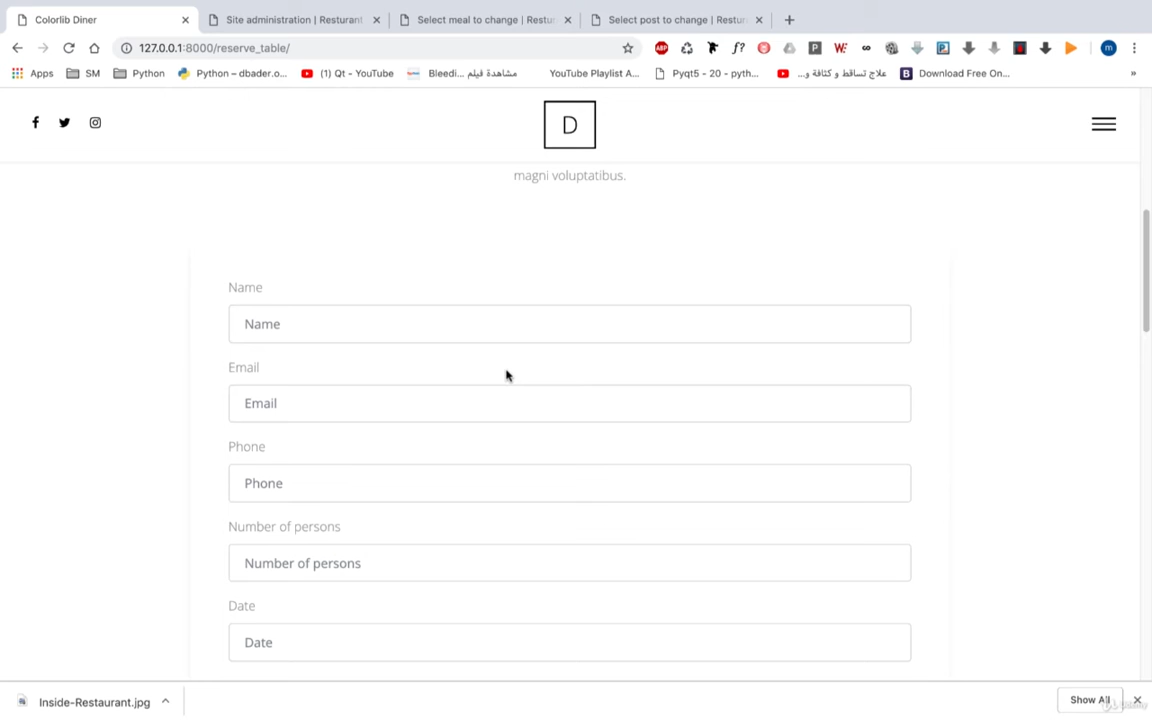 Colorlib Diner
Site administration | Resturant
Select meal to change | Restur
Select post to change | Restur
127.0.0.1:8000/reserve_table/
ABP
f?
P
W
m
Apps
SM
Python
Python – dbader.o...
(1) Qt - YouTube
Bleedi... مشاهدة فيلم
YouTube Playlist A...
Pyqt5 - 20 - pyth...
علاج تساقط و كثافة و...
B
Download Free On...
»
D
magni voluptatibus.
Name
Name
Email
Email
Phone
Phone
Number of persons
Number of persons
Date
Date
Inside-Restaurant.jpg
Show All